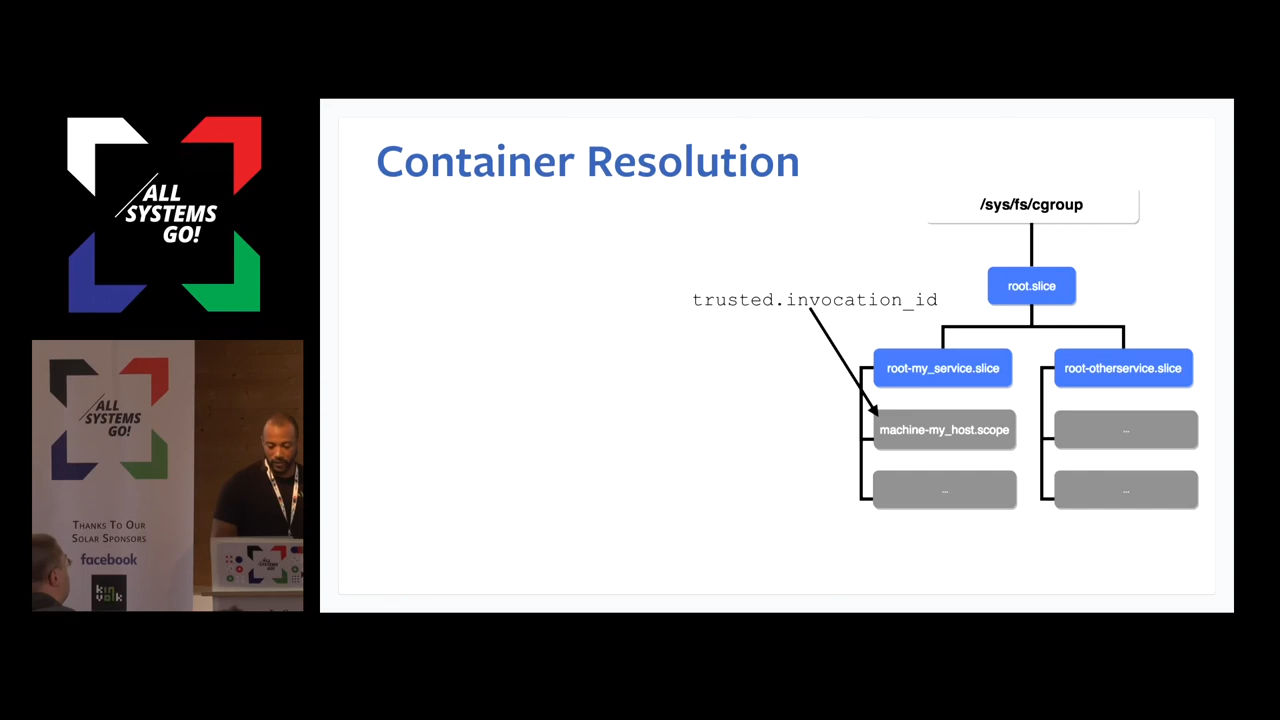 /ALL
SYSTEMS
GO!
Container Resolution
/sys/fs/cgroup
root.slice
trusted.invocation_id
root-my_service.slice
root-otherservice.slice
machine-my_host.scope
...
...
...
/ALL
SYSTEMS
GO!
THANKS TO OUR
SOLAR SPONSORS
facebook
kinvolk